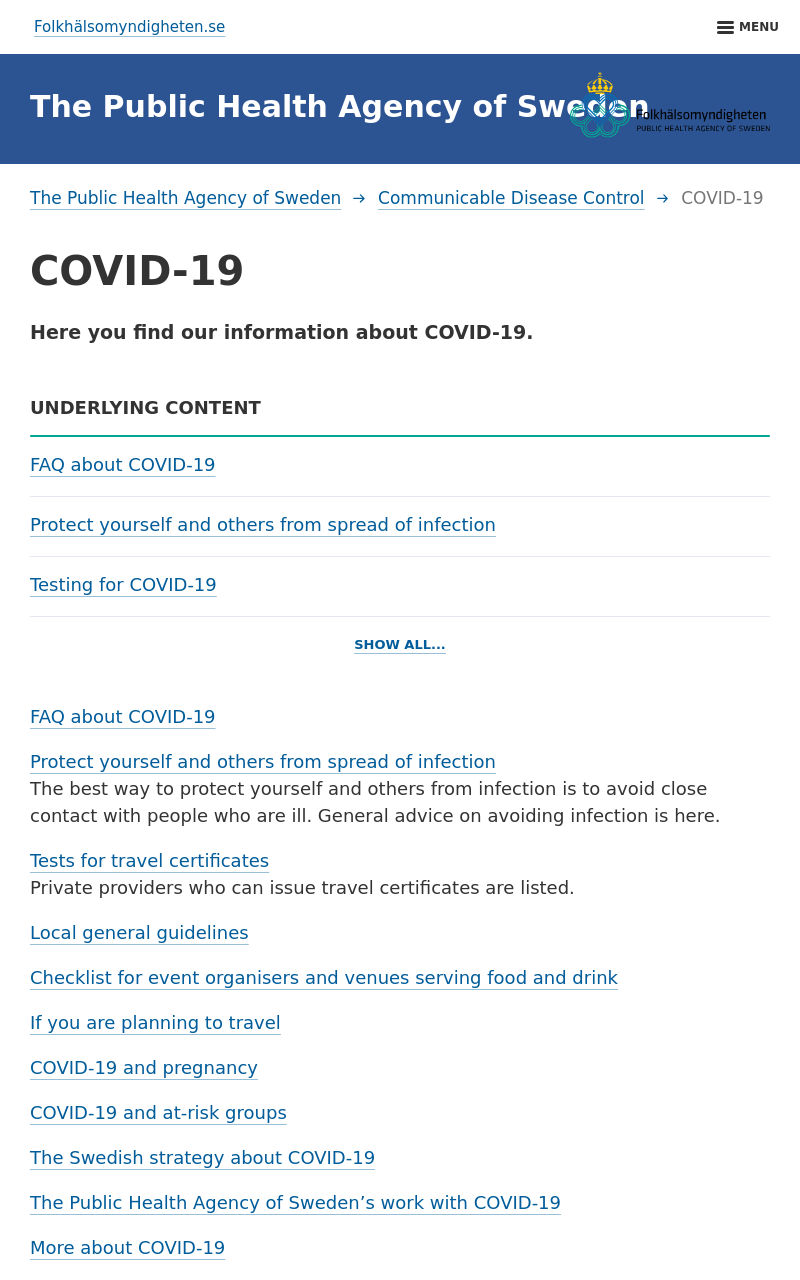 Folkhälsomyndigheten.se
MENU
The Public Health Agency of Sweden
Folkhälsomyndigheten
PUBLIC HEALTH AGENCY OF SWEDEN
The Public Health Agency of Sweden → Communicable Disease Control → COVID-19
COVID-19
Here you find our information about COVID-19.
UNDERLYING CONTENT
FAQ about COVID-19
Protect yourself and others from spread of infection
Testing for COVID-19
SHOW ALL...
FAQ about COVID-19
Protect yourself and others from spread of infection
The best way to protect yourself and others from infection is to avoid close
contact with people who are ill. General advice on avoiding infection is here.
Tests for travel certificates
Private providers who can issue travel certificates are listed.
Local general guidelines
Checklist for event organisers and venues serving food and drink
If you are planning to travel
COVID-19 and pregnancy
COVID-19 and at-risk groups
The Swedish strategy about COVID-19
The Public Health Agency of Sweden’s work with COVID-19
More about COVID-19